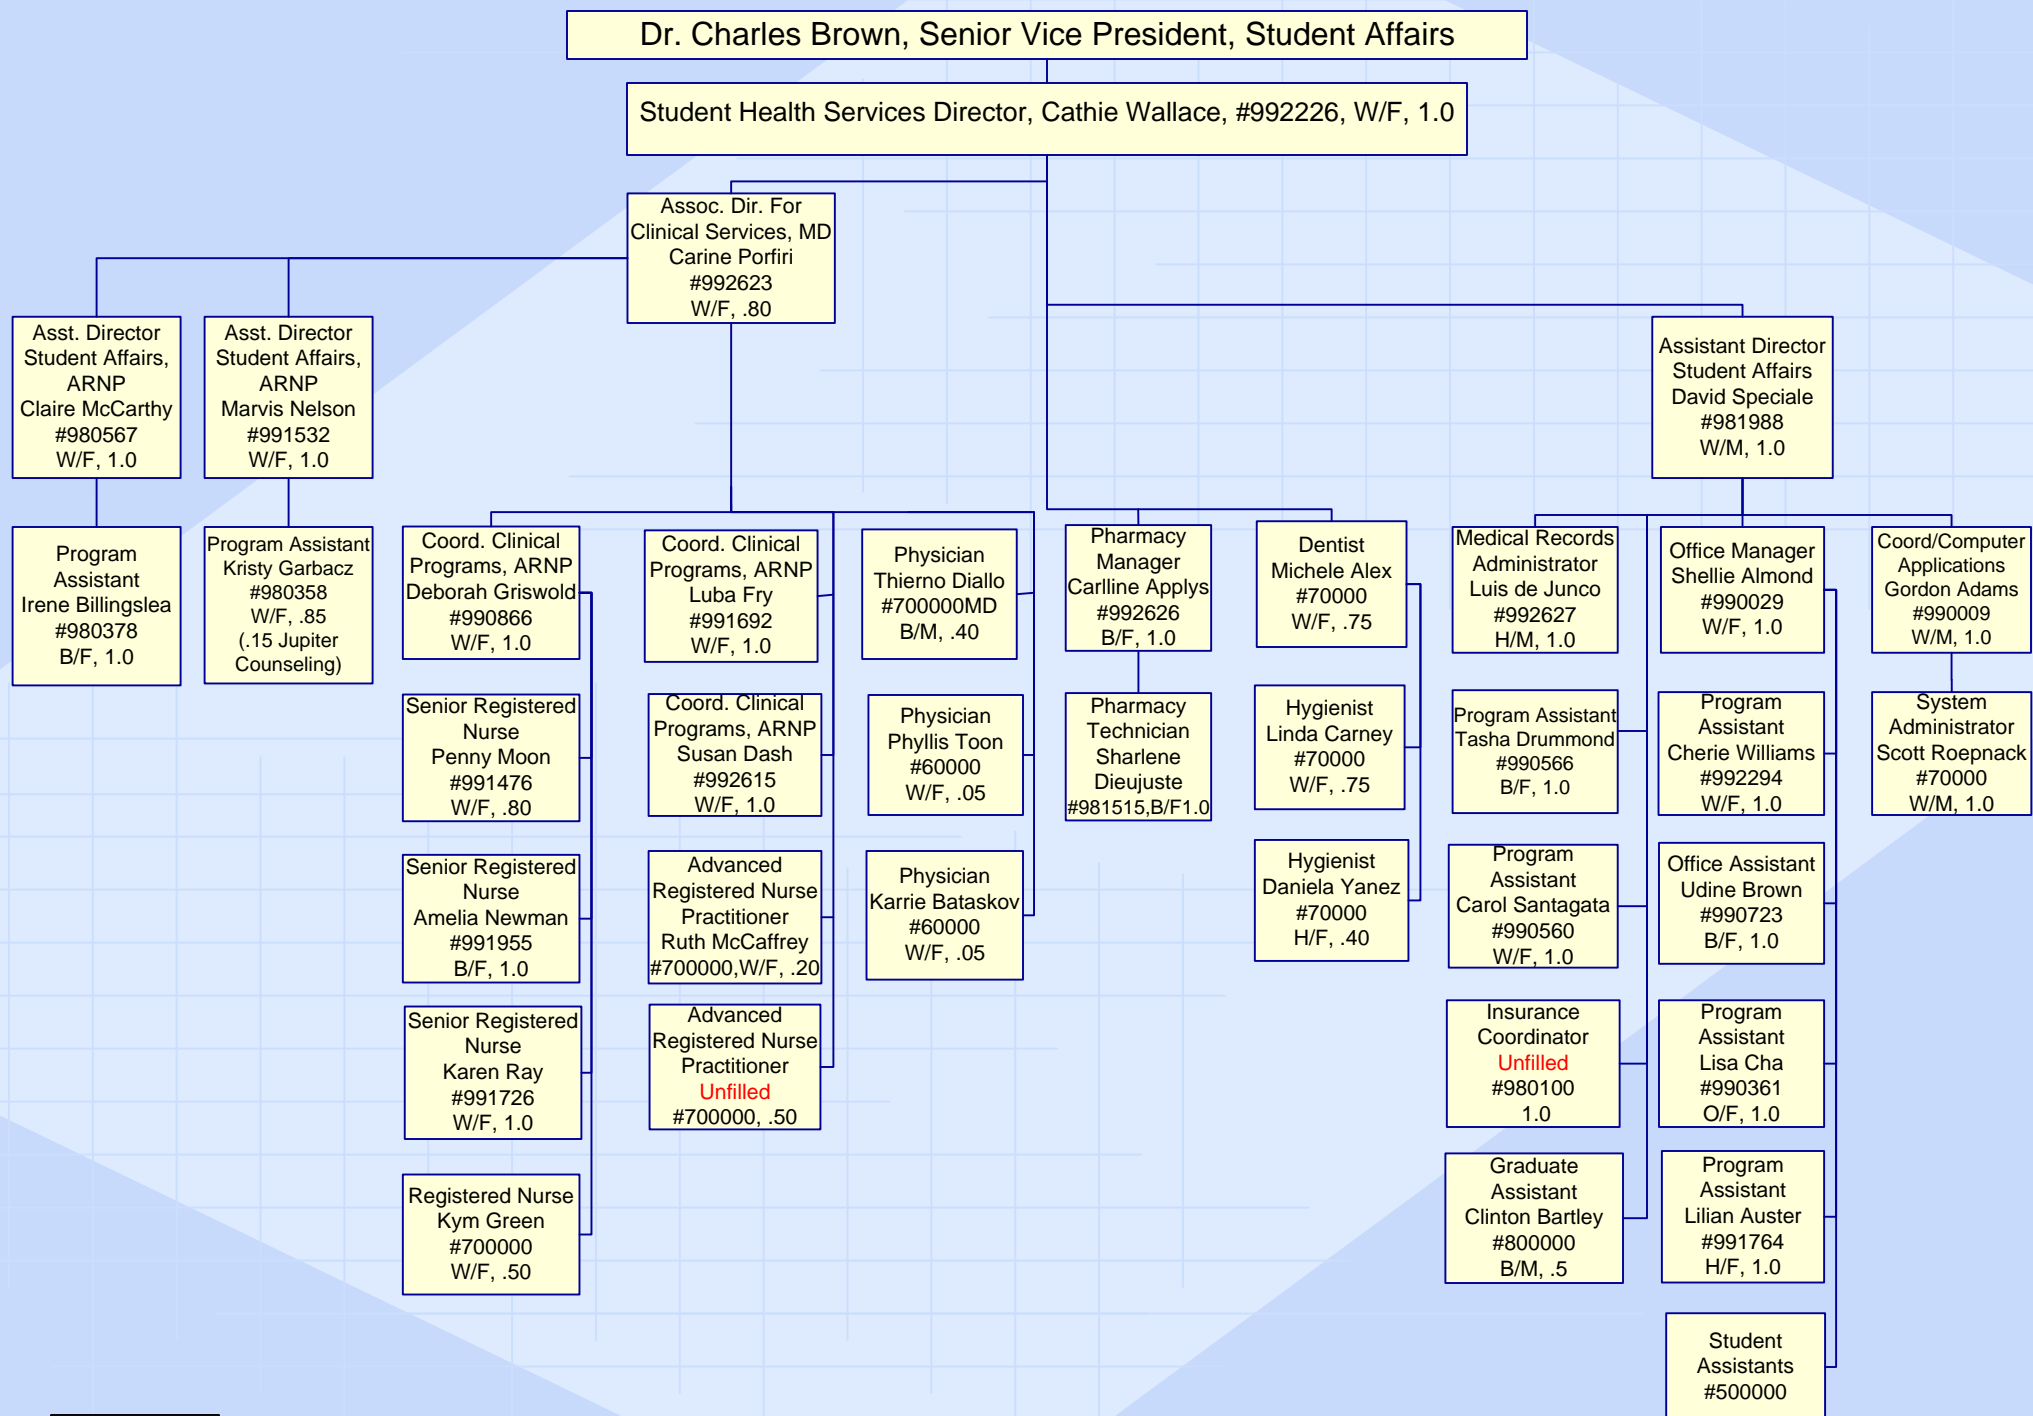 Dr. Charles Brown, Senior Vice President, Student Affairs
Student Health Services Director, Cathie Wallace, #992226, W/F, 1.0
Assoc. Dir. For
Clinical Services, MD
Carine Porfiri
#992623
W/F, .80
Asst. Director
Student Affairs,
ARNP
Claire McCarthy
#980567
W/F, 1.0
Asst. Director
Student Affairs,
ARNP
Marvis Nelson
#991532
W/F, 1.0
Assistant Director
Student Affairs
David Speciale
#981988
W/M, 1.0
Program
Assistant
Irene Billingslea
#980378
B/F, 1.0
Program Assistant
Kristy Garbacz
#980358
W/F, .85
(.15 Jupiter
Counseling)
Coord. Clinical
Programs, ARNP
Deborah Griswold
#990866
W/F, 1.0
Coord. Clinical
Programs, ARNP
Luba Fry
#991692
W/F, 1.0
Physician
Thierno Diallo
#700000MD
B/M, .40
Pharmacy
Manager
Carlline Applys
#992626
B/F, 1.0
Dentist
Michele Alex
#70000
W/F, .75
Medical Records
Administrator
Luis de Junco
#992627
H/M, 1.0
Office Manager
Shellie Almond
#990029
W/F, 1.0
Coord/Computer
Applications
Gordon Adams
#990009
W/M, 1.0
Senior Registered
Nurse
Penny Moon
#991476
W/F, .80
Coord. Clinical
Programs, ARNP
Susan Dash
#992615
W/F, 1.0
Physician
Phyllis Toon
#60000
W/F, .05
Pharmacy
Technician
Sharlene
Dieujuste
#981515,B/F1.0
Hygienist
Linda Carney
#70000
W/F, .75
Program Assistant
Tasha Drummond
#990566
B/F, 1.0
Program
Assistant
Cherie Williams
#992294
W/F, 1.0
System
Administrator
Scott Roepnack
#70000
W/M, 1.0
Senior Registered
Nurse
Amelia Newman
#991955
B/F, 1.0
Advanced
Registered Nurse
Practitioner
Ruth McCaffrey
#700000,W/F, .20
Physician
Karrie Bataskov
#60000
W/F, .05
Hygienist
Daniela Yanez
#70000
H/F, .40
Program
Assistant
Carol Santagata
#990560
W/F, 1.0
Office Assistant
Udine Brown
#990723
B/F, 1.0
Senior Registered
Nurse
Karen Ray
#991726
W/F, 1.0
Advanced
Registered Nurse
Practitioner
Unfilled
#700000, .50
Insurance
Coordinator
Unfilled
#980100
1.0
Program
Assistant
Lisa Cha
#990361
O/F, 1.0
Registered Nurse
Kym Green
#700000
W/F, .50
Graduate
Assistant
Clinton Bartley
#800000
B/M, .5
Program
Assistant
Lilian Auster
#991764
H/F, 1.0
Student
Assistants
#500000